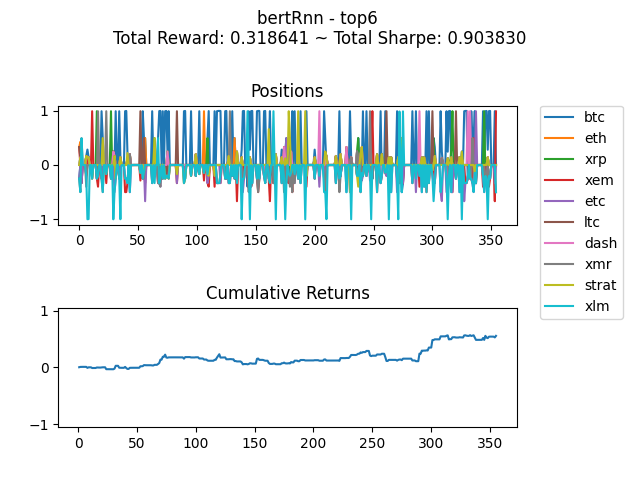 bertRnn - top6
Total Reward: 0.318641 ~ Total Sharpe: 0.903830
Positions
1
0
−1
0 50 100 150 200 250 300 350
btc
eth
xrp
xem
etc
ltc
dash
xmr
strat
xlm
Cumulative Returns
1
0
−1
0 50 100 150 200 250 300 350